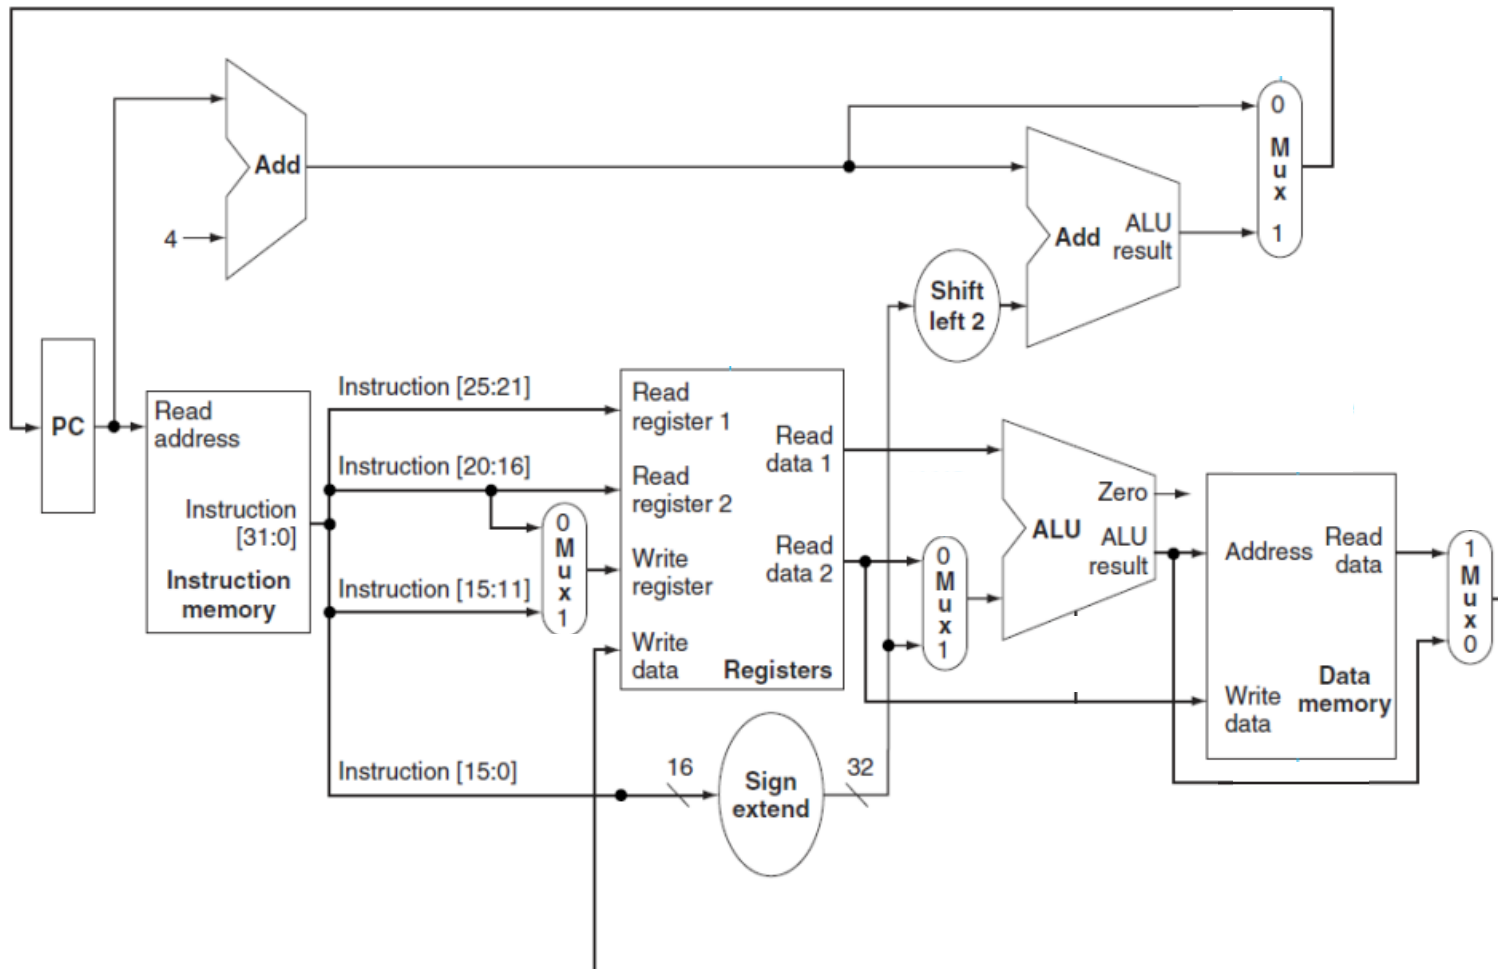 Add
4
0
M
u
x
1
Add
ALU
result
Shift
left 2
PC
Read
address
Instruction
[31:0]
Instruction
memory
Instruction [25:21]
Instruction [20:16]
Instruction [15:11]
Instruction [15:0]
0
M
u
x
1
Read
register 1
Read
register 2
Write
register
Write
data
Read
data 1
Read
data 2
Registers
16
Sign
extend
32
0
M
u
x
1
Zero
ALU
ALU
result
Address
Read
data
Write
data
Data
memory
1
M
u
x
0